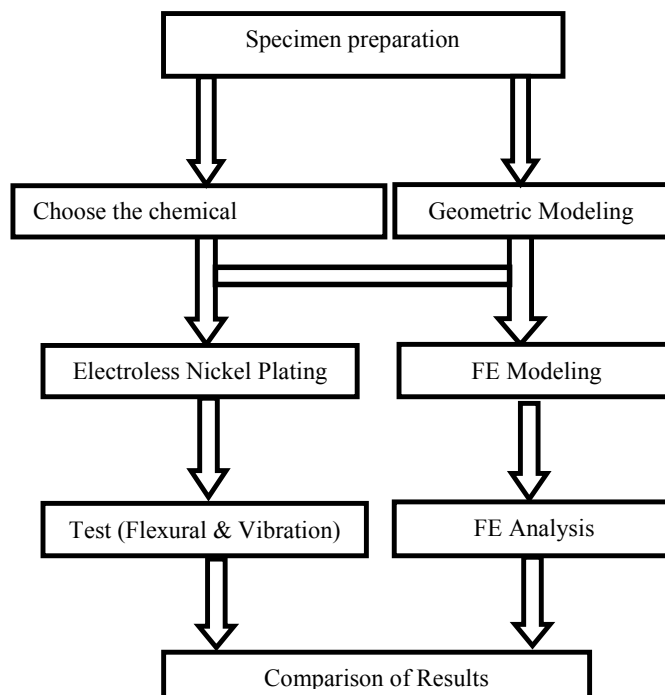 Specimen preparation
Choose the chemical
Geometric Modeling
Electroless Nickel Plating
FE Modeling
Test (Flexural & Vibration)
FE Analysis
Comparison of Results